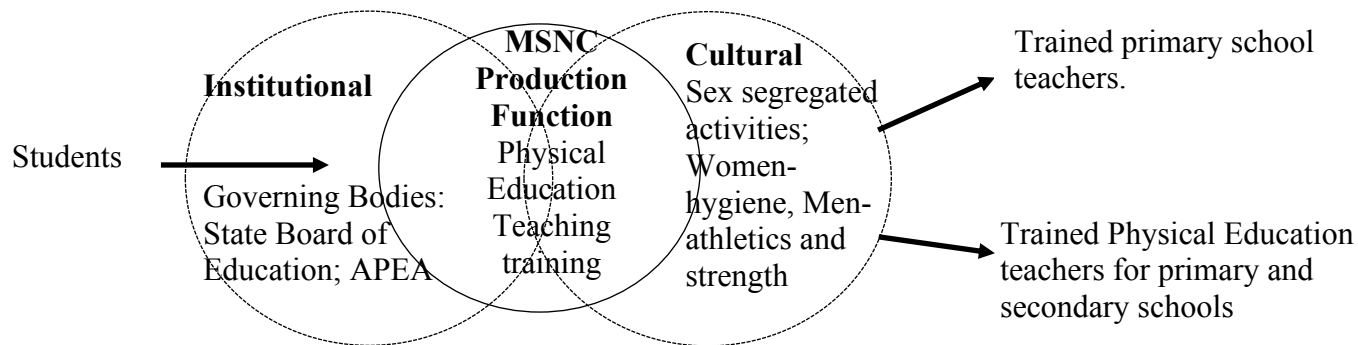 Students
Institutional
Governing Bodies:
State Board of
Education; APEA
MSNC
Production
Function
Physical
Education
Teaching
training
Cultural
Sex segregated
activities;
Women-
hygiene, Men-
athletics and
strength
Trained primary school
teachers.
Trained Physical Education
teachers for primary and
secondary schools